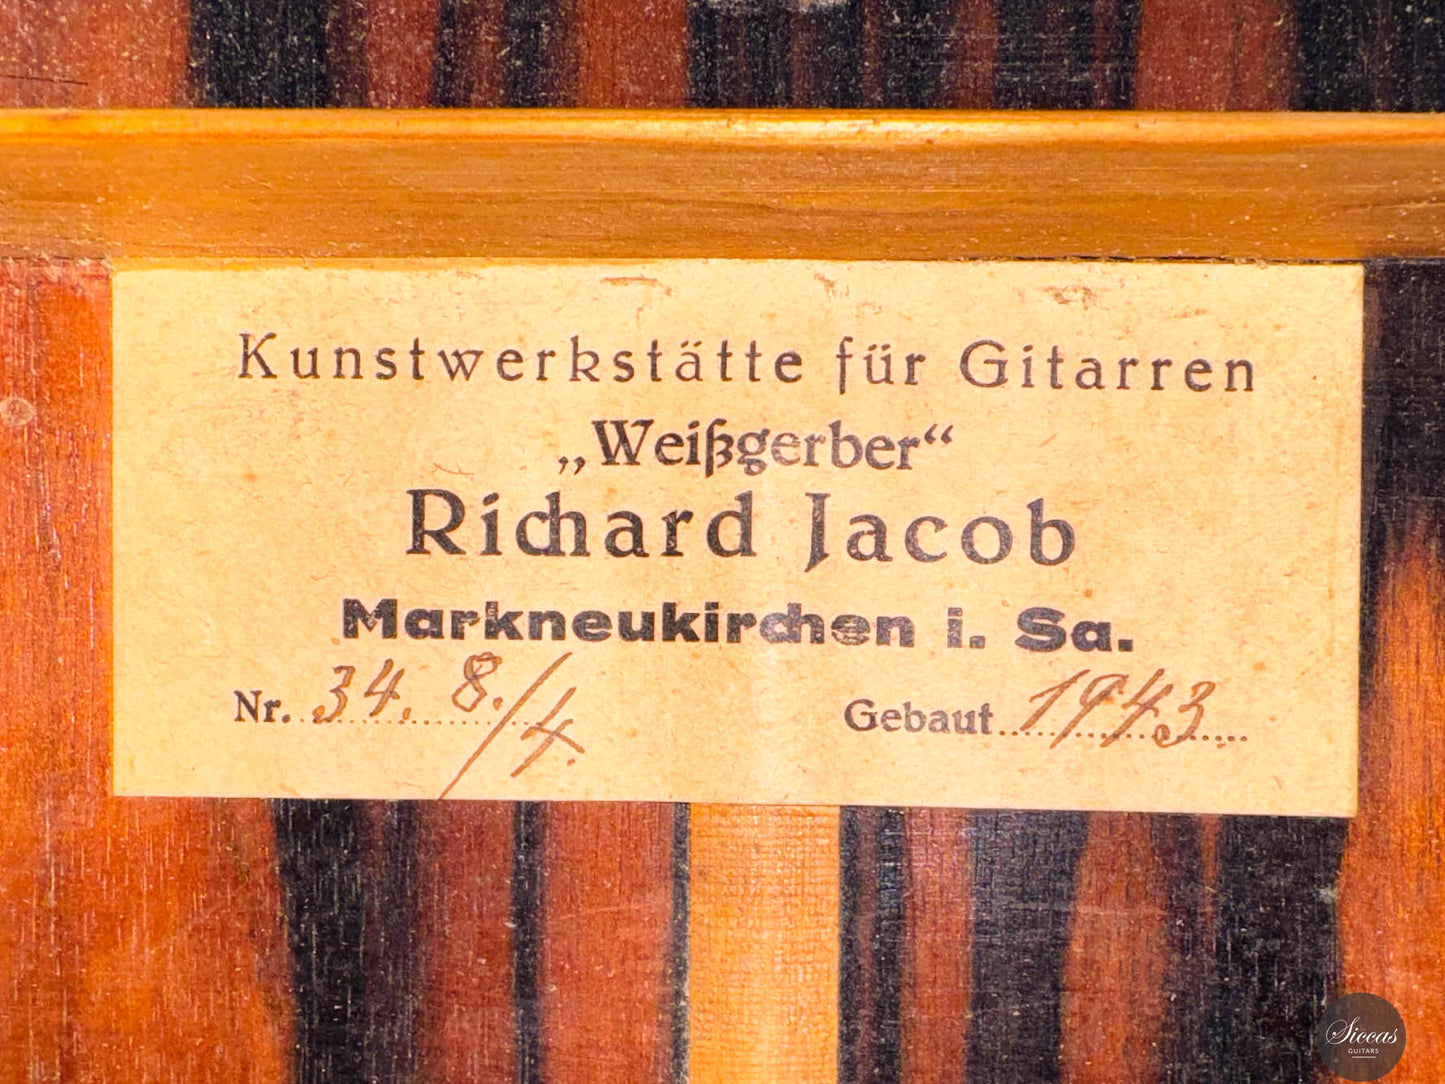 Kunstwerkstätte für Gitarren
„Weißgerber“
Richard Jacob
Markneukirchen i. Sa.
Nr. 34. 8./4. Gebaut 1943.
Siccas
GUITARS